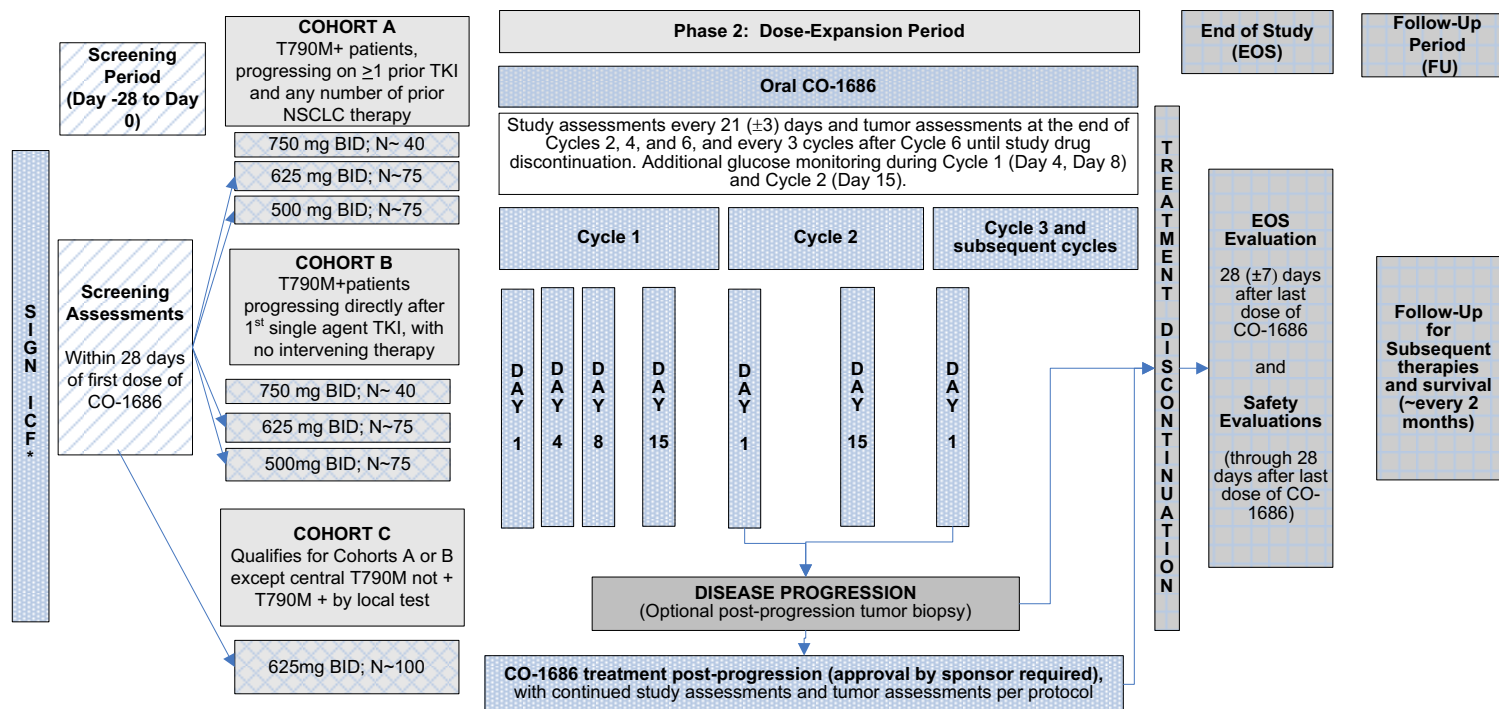 Screening
Period
(Day -28 to Day
0)
SIGN ICF*
Screening
Assessments
Within 28 days
of first dose of
CO-1686
COHORT A
T790M+ patients,
progressing on ≥1 prior TKI
and any number of prior
NSCLC therapy
750 mg BID; N~ 40
625 mg BID; N~75
500 mg BID; N~75
COHORT B
T790M+patients
progressing directly after
1st single agent TKI, with
no intervening therapy
750 mg BID; N~ 40
625 mg BID; N~75
500mg BID; N~75
COHORT C
Qualifies for Cohorts A or B
except central T790M not +
T790M + by local test
625mg BID; N~100
Phase 2: Dose-Expansion Period
Oral CO-1686
Study assessments every 21 (±3) days and tumor assessments at the end of
Cycles 2, 4, and 6, and every 3 cycles after Cycle 6 until study drug
discontinuation. Additional glucose monitoring during Cycle 1 (Day 4, Day 8)
and Cycle 2 (Day 15).
Cycle 1
Cycle 2
Cycle 3 and
subsequent cycles
DAY 1
DAY 4
DAY 8
DAY 15
DAY 1
DAY 15
DAY 1
DISEASE PROGRESSION
(Optional post-progression tumor biopsy)
CO-1686 treatment post-progression (approval by sponsor required),
with continued study assessments and tumor assessments per protocol
TREATMENT DISCONTINUATION
End of Study
(EOS)
EOS
Evaluation
28 (±7) days
after last
dose of
CO-1686
and
Safety
Evaluations
(through 28
days after last
dose of CO-
1686)
Follow-Up
Period
(FU)
Follow-Up
for
Subsequent
therapies
and survival
(~every 2
months)